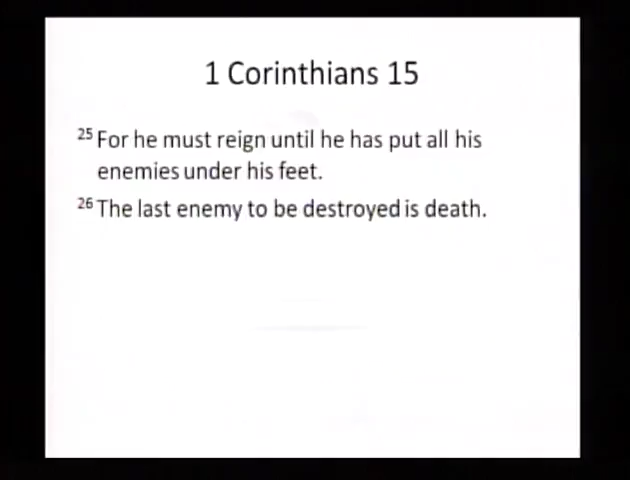 1 Corinthians 15
25 For he must reign until he has put all his
enemies under his feet.
26 The last enemy to be destroyed is death.